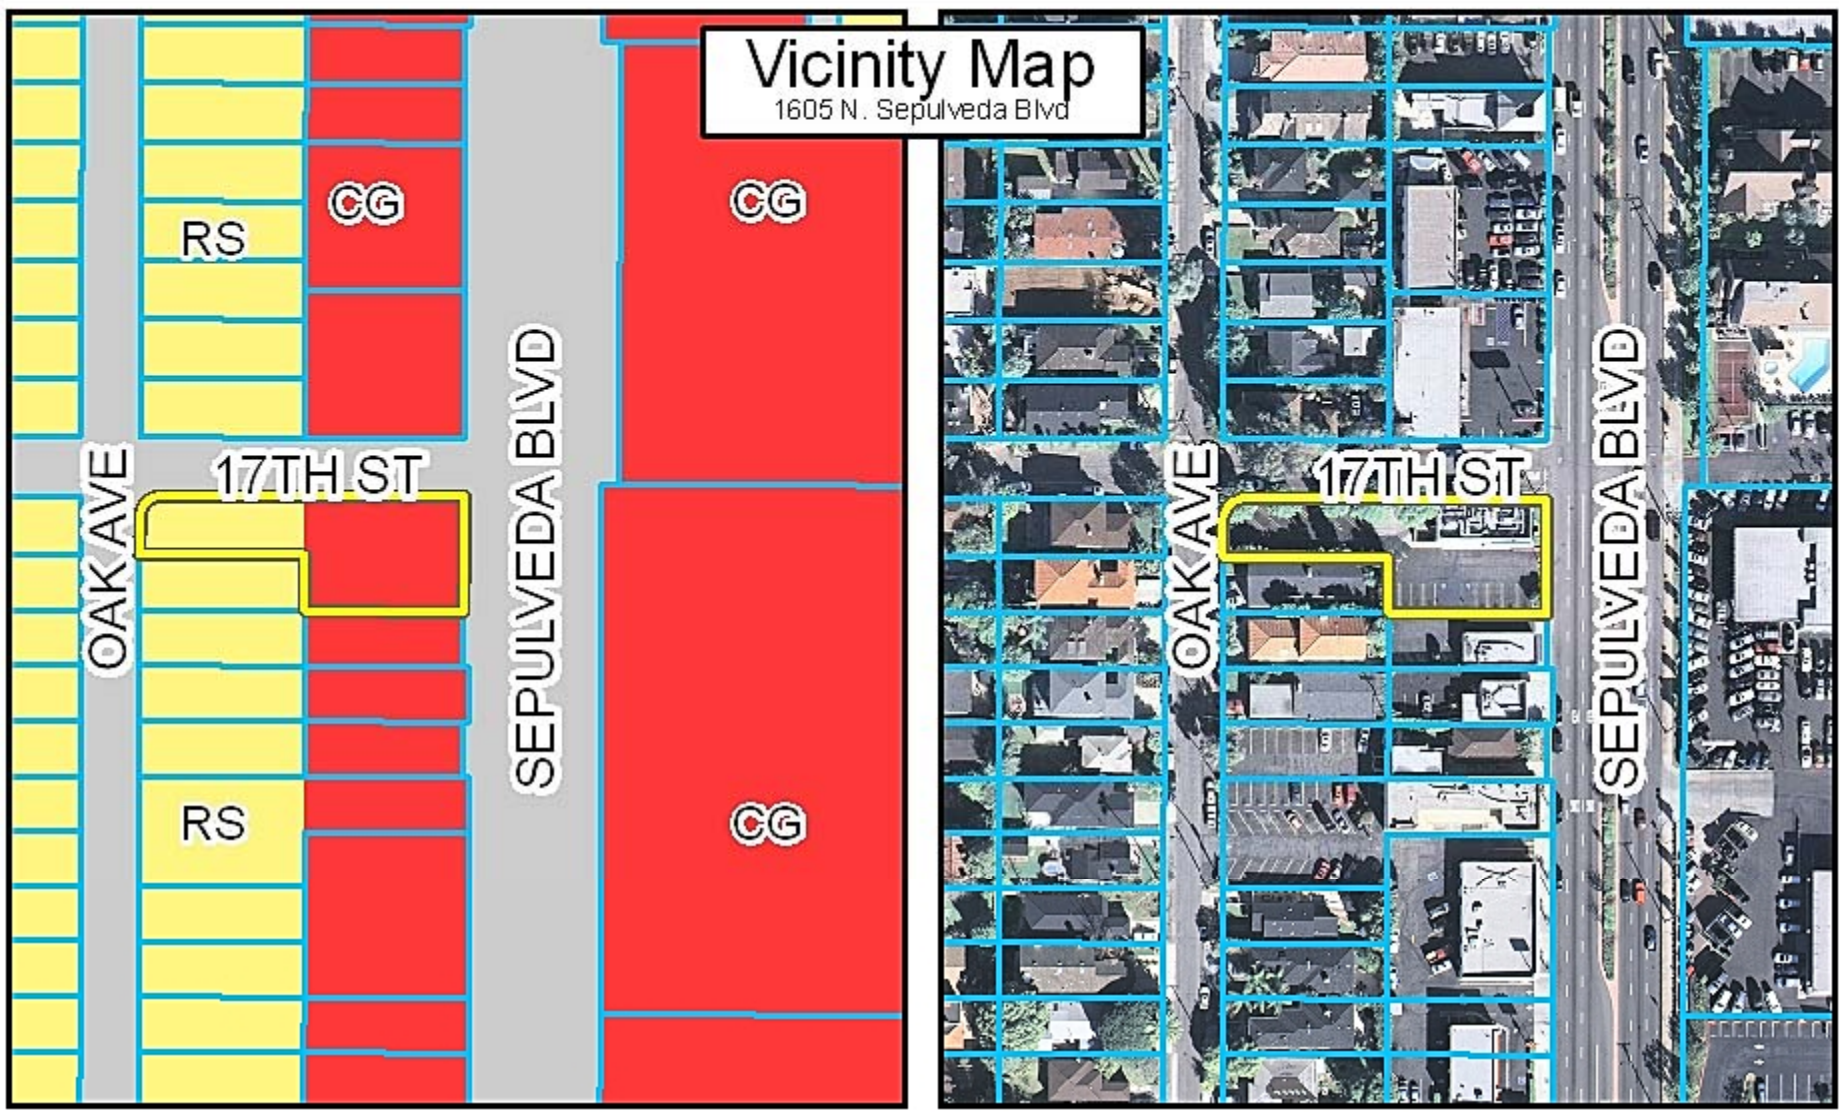 Vicinity Map
1605 N. Sepulveda Blvd
CG
CG
RS
17TH ST
OAK AVE
SEPULVEDA BLVD
RS
CG
17TH ST
OAK AVE
SEPULVEDA BLVD